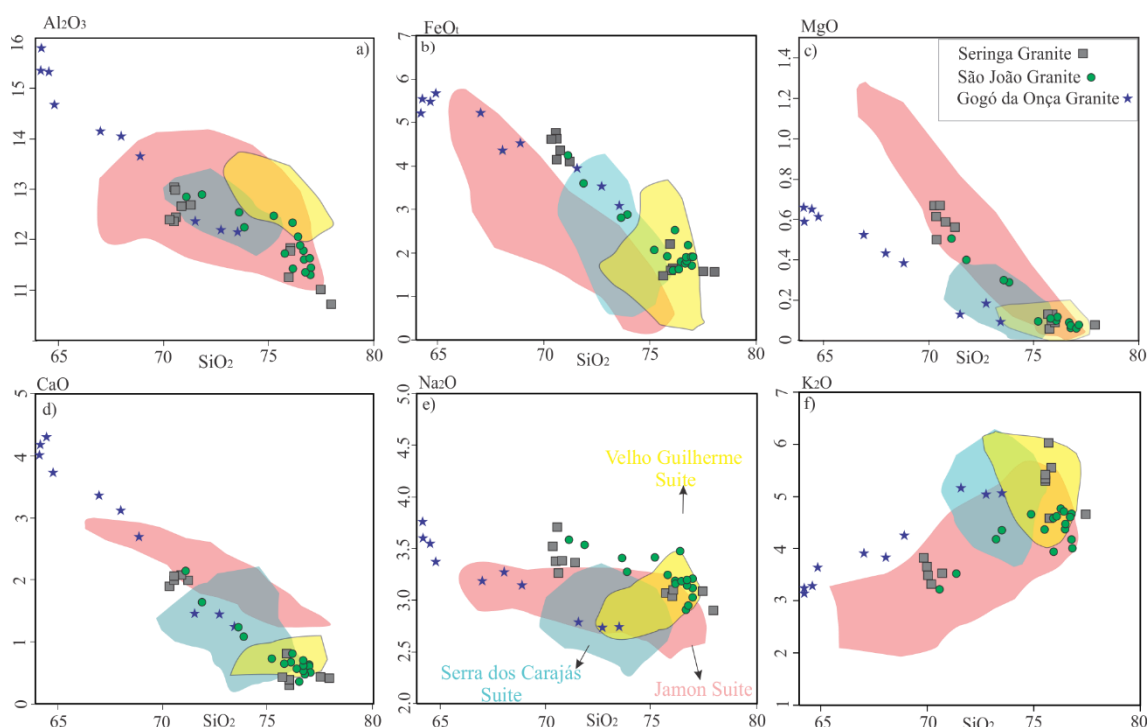 Al2O3
a)
16
15
14
13
12
11
65
70
75
80
SiO2
FeOt
b)
7
6
5
4
3
2
1
0
65
70
75
80
SiO2
MgO
c)
1.4
1.2
1.0
0.8
0.6
0.4
0.2
0
65
70
75
80
SiO2
Seringa Granite
São João Granite
Gogó da Onça Granite
CaO
d)
5
4
3
2
1
0
65
70
75
80
SiO2
Na2O
e)
5.0
4.5
4.0
3.5
3.0
2.5
2.0
65
70
75
80
SiO2
Velho Guilherme
Suite
Serra dos Carajás
Suite
Jamon Suite
K2O
f)
7
6
5
4
3
2
1
65
70
75
80
SiO2